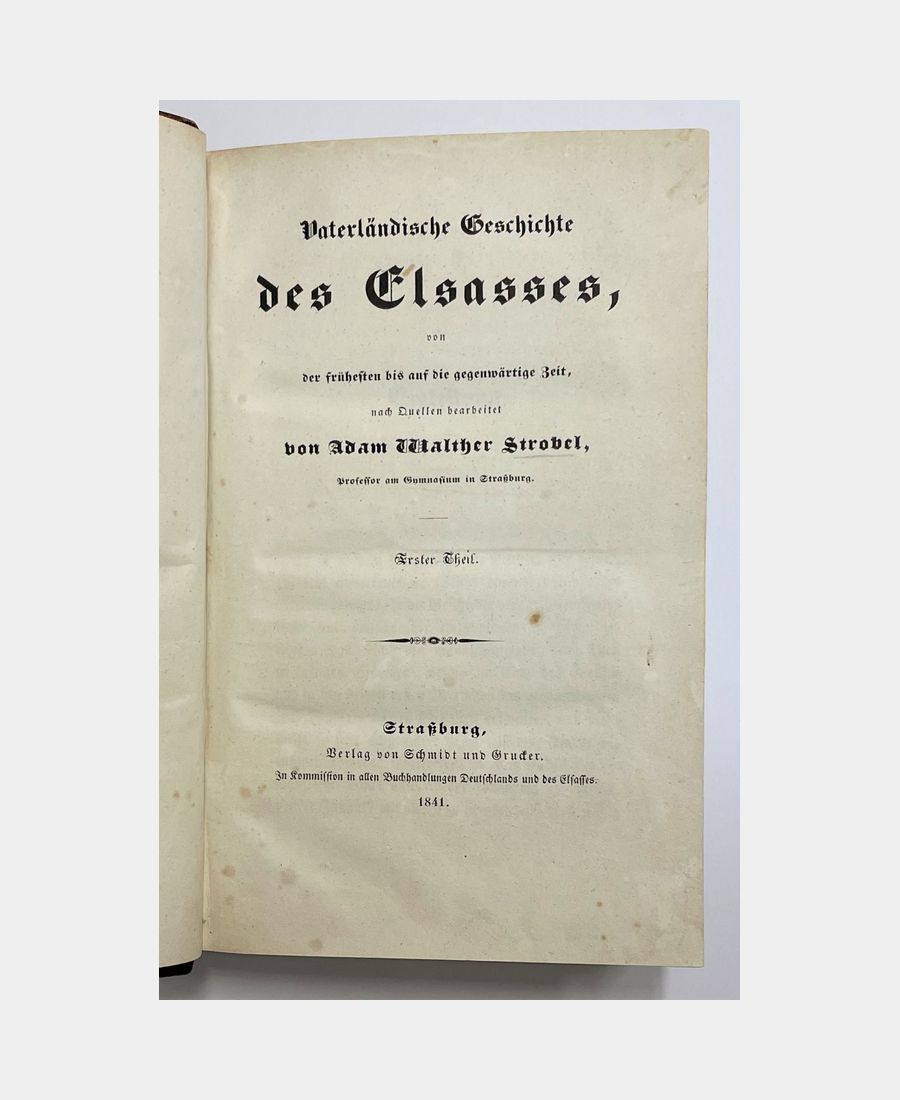 Vaterländische Geschichte
des Elsasses,
von
der frühesten bis auf die gegenwärtige Zeit,
nach Quellen bearbeitet
von Adam Walther Strobel,
Professor am Gymnasium in Straßburg.
Erster Theil.
Straßburg,
Verlag von Schmidt und Grucker.
In Kommission in allen Buchhandlungen Deutschlands und des Elsasses.
1841.